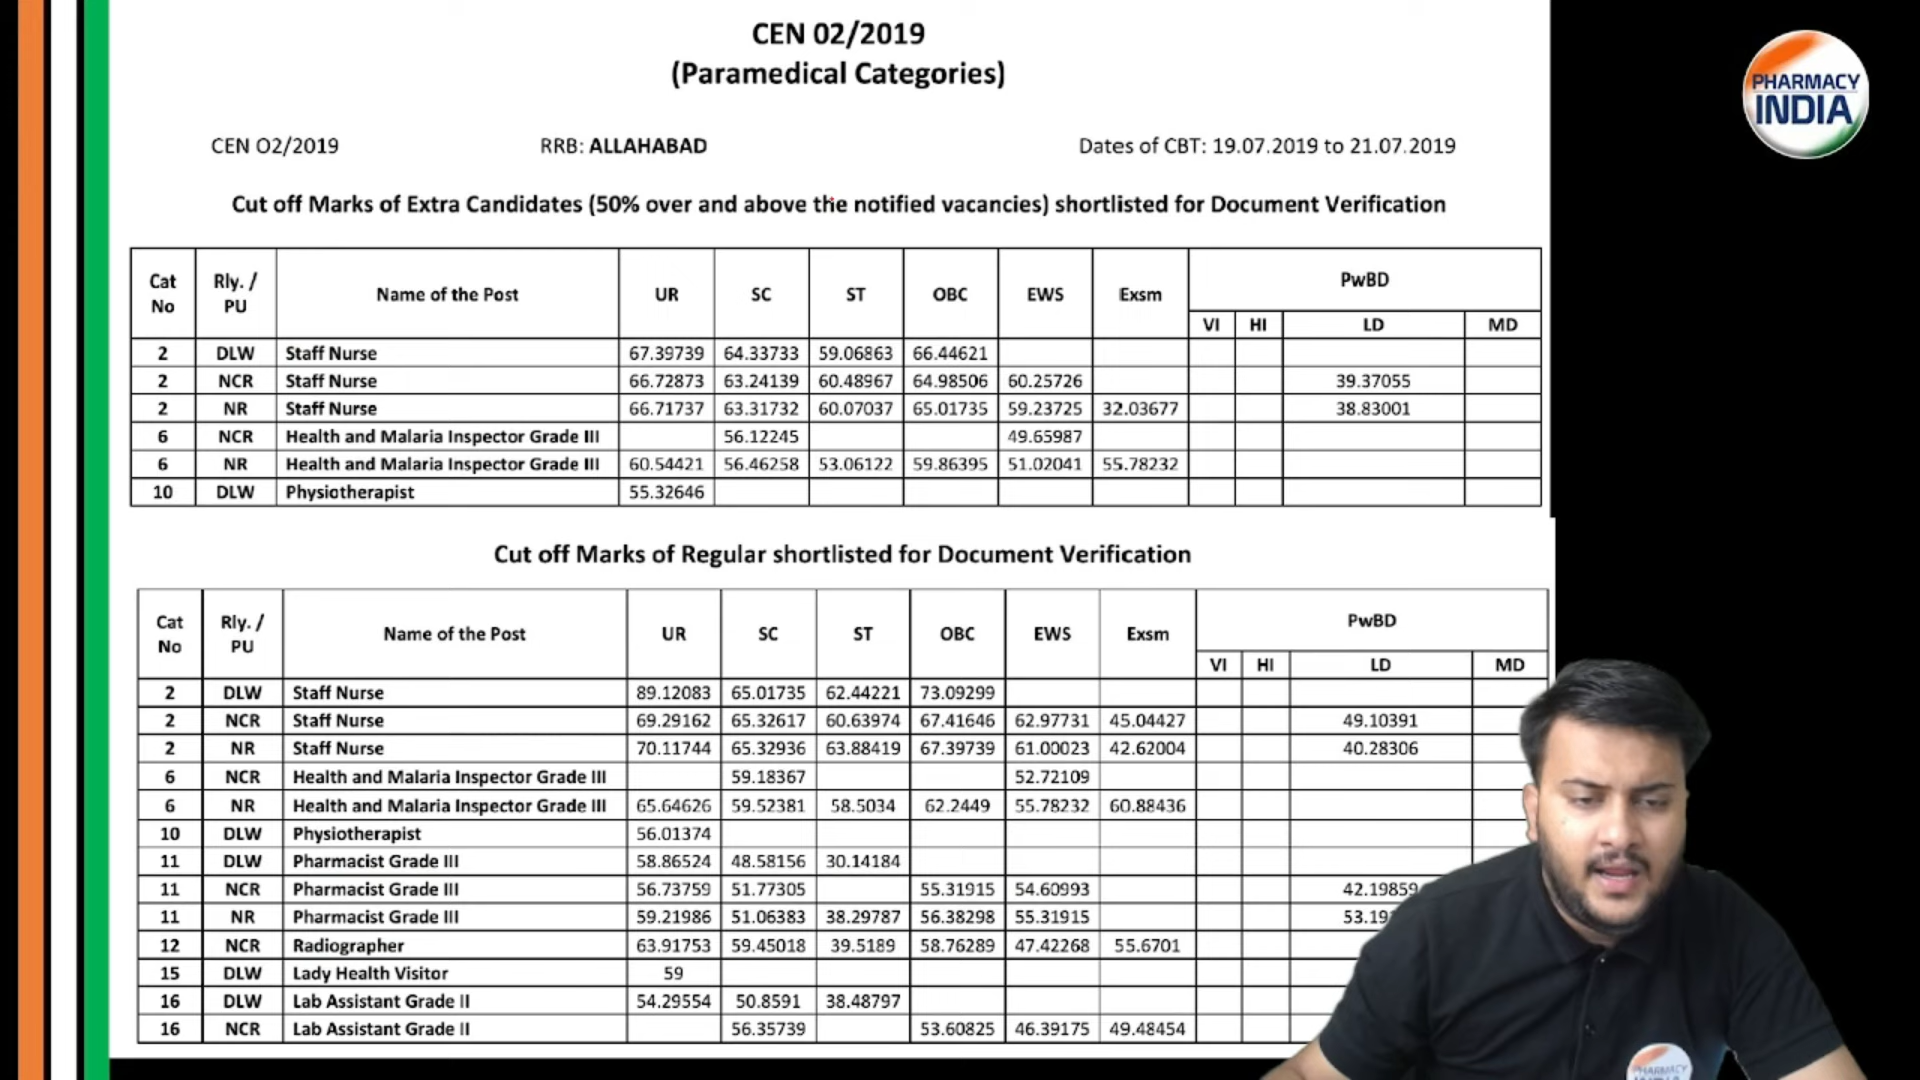 CEN 02/2019
(Paramedical Categories)
PHARMACY
INDIA
CEN O2/2019 RRB: ALLAHABAD Dates of CBT: 19.07.2019 to 21.07.2019
Cut off Marks of Extra Candidates (50% over and above the notified vacancies) shortlisted for Document Verification
Cat No Rly. / PU Name of the Post UR SC ST OBC EWS Exsm PwBD
VI HI LD MD
2 DLW Staff Nurse 67.39739 64.33733 59.06863 66.44621
2 NCR Staff Nurse 66.72873 63.24139 60.48967 64.98506 60.25726 39.37055
2 NR Staff Nurse 66.71737 63.31732 60.07037 65.01735 59.23725 32.03677 38.83001
6 NCR Health and Malaria Inspector Grade III 56.12245 49.65987
6 NR Health and Malaria Inspector Grade III 60.54421 56.46258 53.06122 59.86395 51.02041 55.78232
10 DLW Physiotherapist 55.32646
Cut off Marks of Regular shortlisted for Document Verification
Cat No Rly. / PU Name of the Post UR SC ST OBC EWS Exsm PwBD
VI HI LD MD
2 DLW Staff Nurse 89.12083 65.01735 62.44221 73.09299
2 NCR Staff Nurse 69.29162 65.32617 60.63974 67.41646 62.97731 45.04427 49.10391
2 NR Staff Nurse 70.11744 65.32936 63.88419 67.39739 61.00023 42.62004 40.28306
6 NCR Health and Malaria Inspector Grade III 59.18367 52.72109
6 NR Health and Malaria Inspector Grade III 65.64626 59.52381 58.5034 62.2449 55.78232 60.88436
10 DLW Physiotherapist 56.01374
11 DLW Pharmacist Grade III 58.86524 48.58156 30.14184
11 NCR Pharmacist Grade III 56.73759 51.77305 55.31915 54.60993 42.19859
11 NR Pharmacist Grade III 59.21986 51.06383 38.29787 56.38298 55.31915
12 NCR Radiographer 63.91753 59.45018 39.5189 58.76289 47.42268 55.6701
15 DLW Lady Health Visitor 59
16 DLW Lab Assistant Grade II 54.29554 50.8591 38.48797
16 NCR Lab Assistant Grade II 56.35739 53.60825 46.39175 49.48454